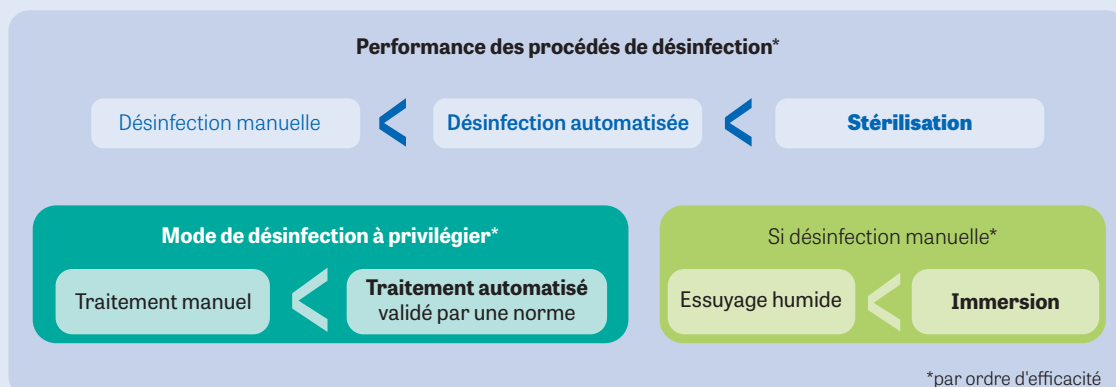 Performance des procédés de désinfection*
Désinfection manuelle < Désinfection automatisée < Stérilisation
Mode de désinfection à privilégier*
Traitement manuel < Traitement automatisé
validé par une norme
Si désinfection manuelle*
Essuyage humide < Immersion
*par ordre d'efficacité